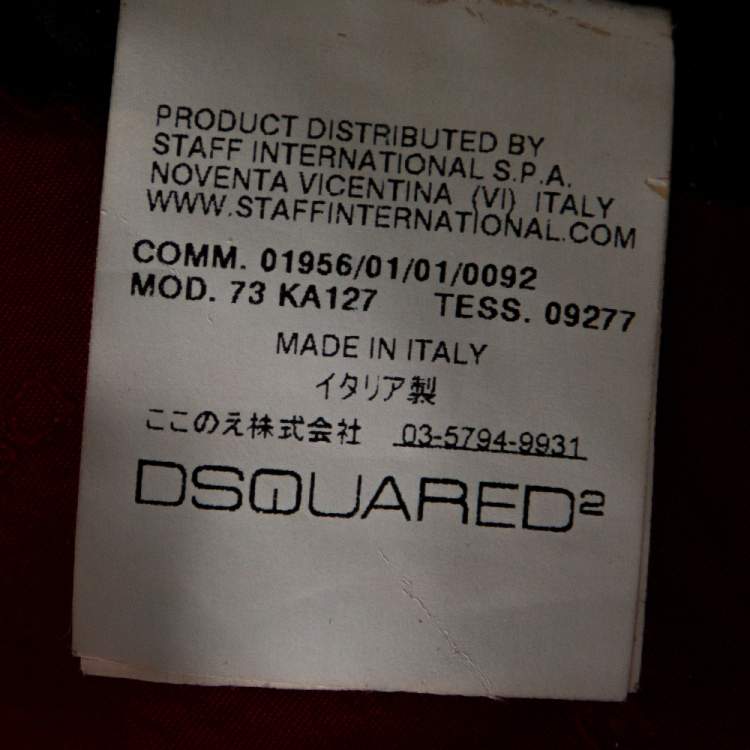 PRODUCT DISTRIBUTED BY
STAFF INTERNATIONAL S.P.A.
NOVENTA VICENTINA (VI) ITALY
WWW.STAFFINTERNATIONAL.COM
COMM. 01956/01/01/0092
MOD. 73 KA127 TESS. 09277
MADE IN ITALY
イタリア製
ここのえ株式会社 03-5794-9931
DSQUARED2